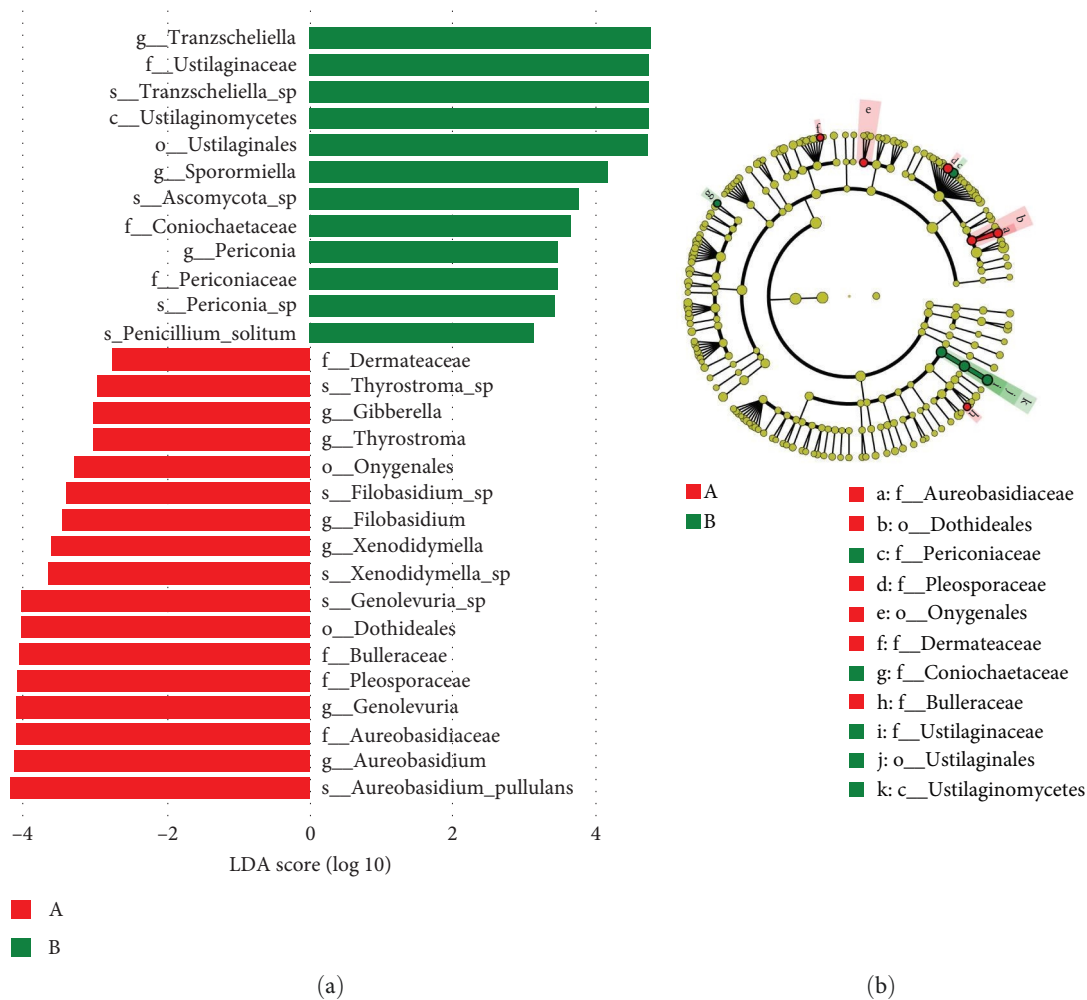 g__Tranzscheliella
f__Ustilaginaceae
s__Tranzscheliella_sp
c__Ustilaginomycetes
o__Ustilaginales
g__Sporormiella
s__Ascomycota_sp
f__Coniochaetaceae
g__Periconia
f__Periconiaceae
s__Periconia_sp
s_Penicillium_solitum
f__Dermateaceae
s__Thyrostroma_sp
g__Gibberella
g__Thyrostroma
o__Onygenales
s__Filobasidium_sp
g__Filobasidium
g__Xenodidymella
s__Xenodidymella_sp
s__Genolevuria_sp
o__Dothideales
f__Bulleraceae
f__Pleosporaceae
g__Genolevuria
f__Aureobasidiaceae
g__Aureobasidium
s__Aureobasidium_pullulans
–4 –2 0 2 4
LDA score (log 10)
A
B
(a)
e
f
d
c
g
b
a
k
j
i
h
A
B
a: f__Aureobasidiaceae
b: o__Dothideales
c: f__Periconiaceae
d: f__Pleosporaceae
e: o__Onygenales
f: f__Dermateaceae
g: f__Coniochaetaceae
h: f__Bulleraceae
i: f__Ustilaginaceae
j: o__Ustilaginales
k: c__Ustilaginomycetes
(b)